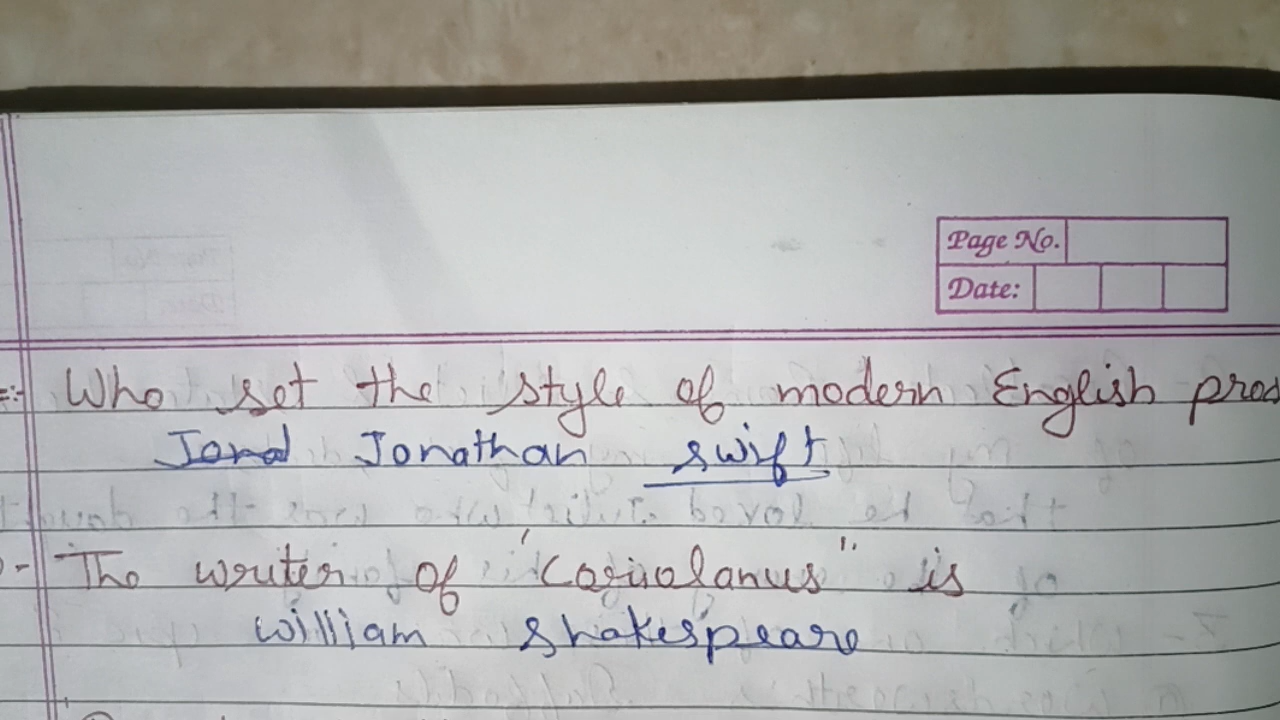 Page No.
Date:
Who set the style of modern English pros
Jonathan swift
The writer of 'Coriolanus" is
william shakespeare